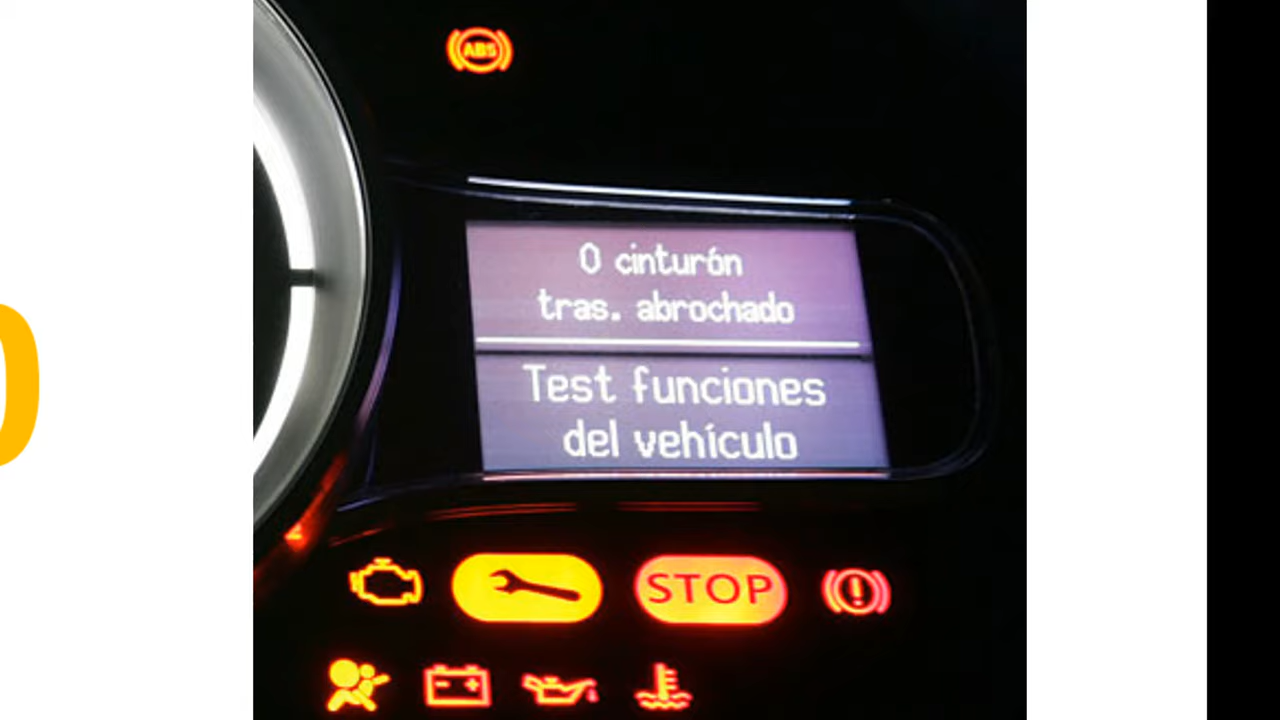 ABS
0 cinturón
tras. abrochado
Test funciones
del vehículo
STOP